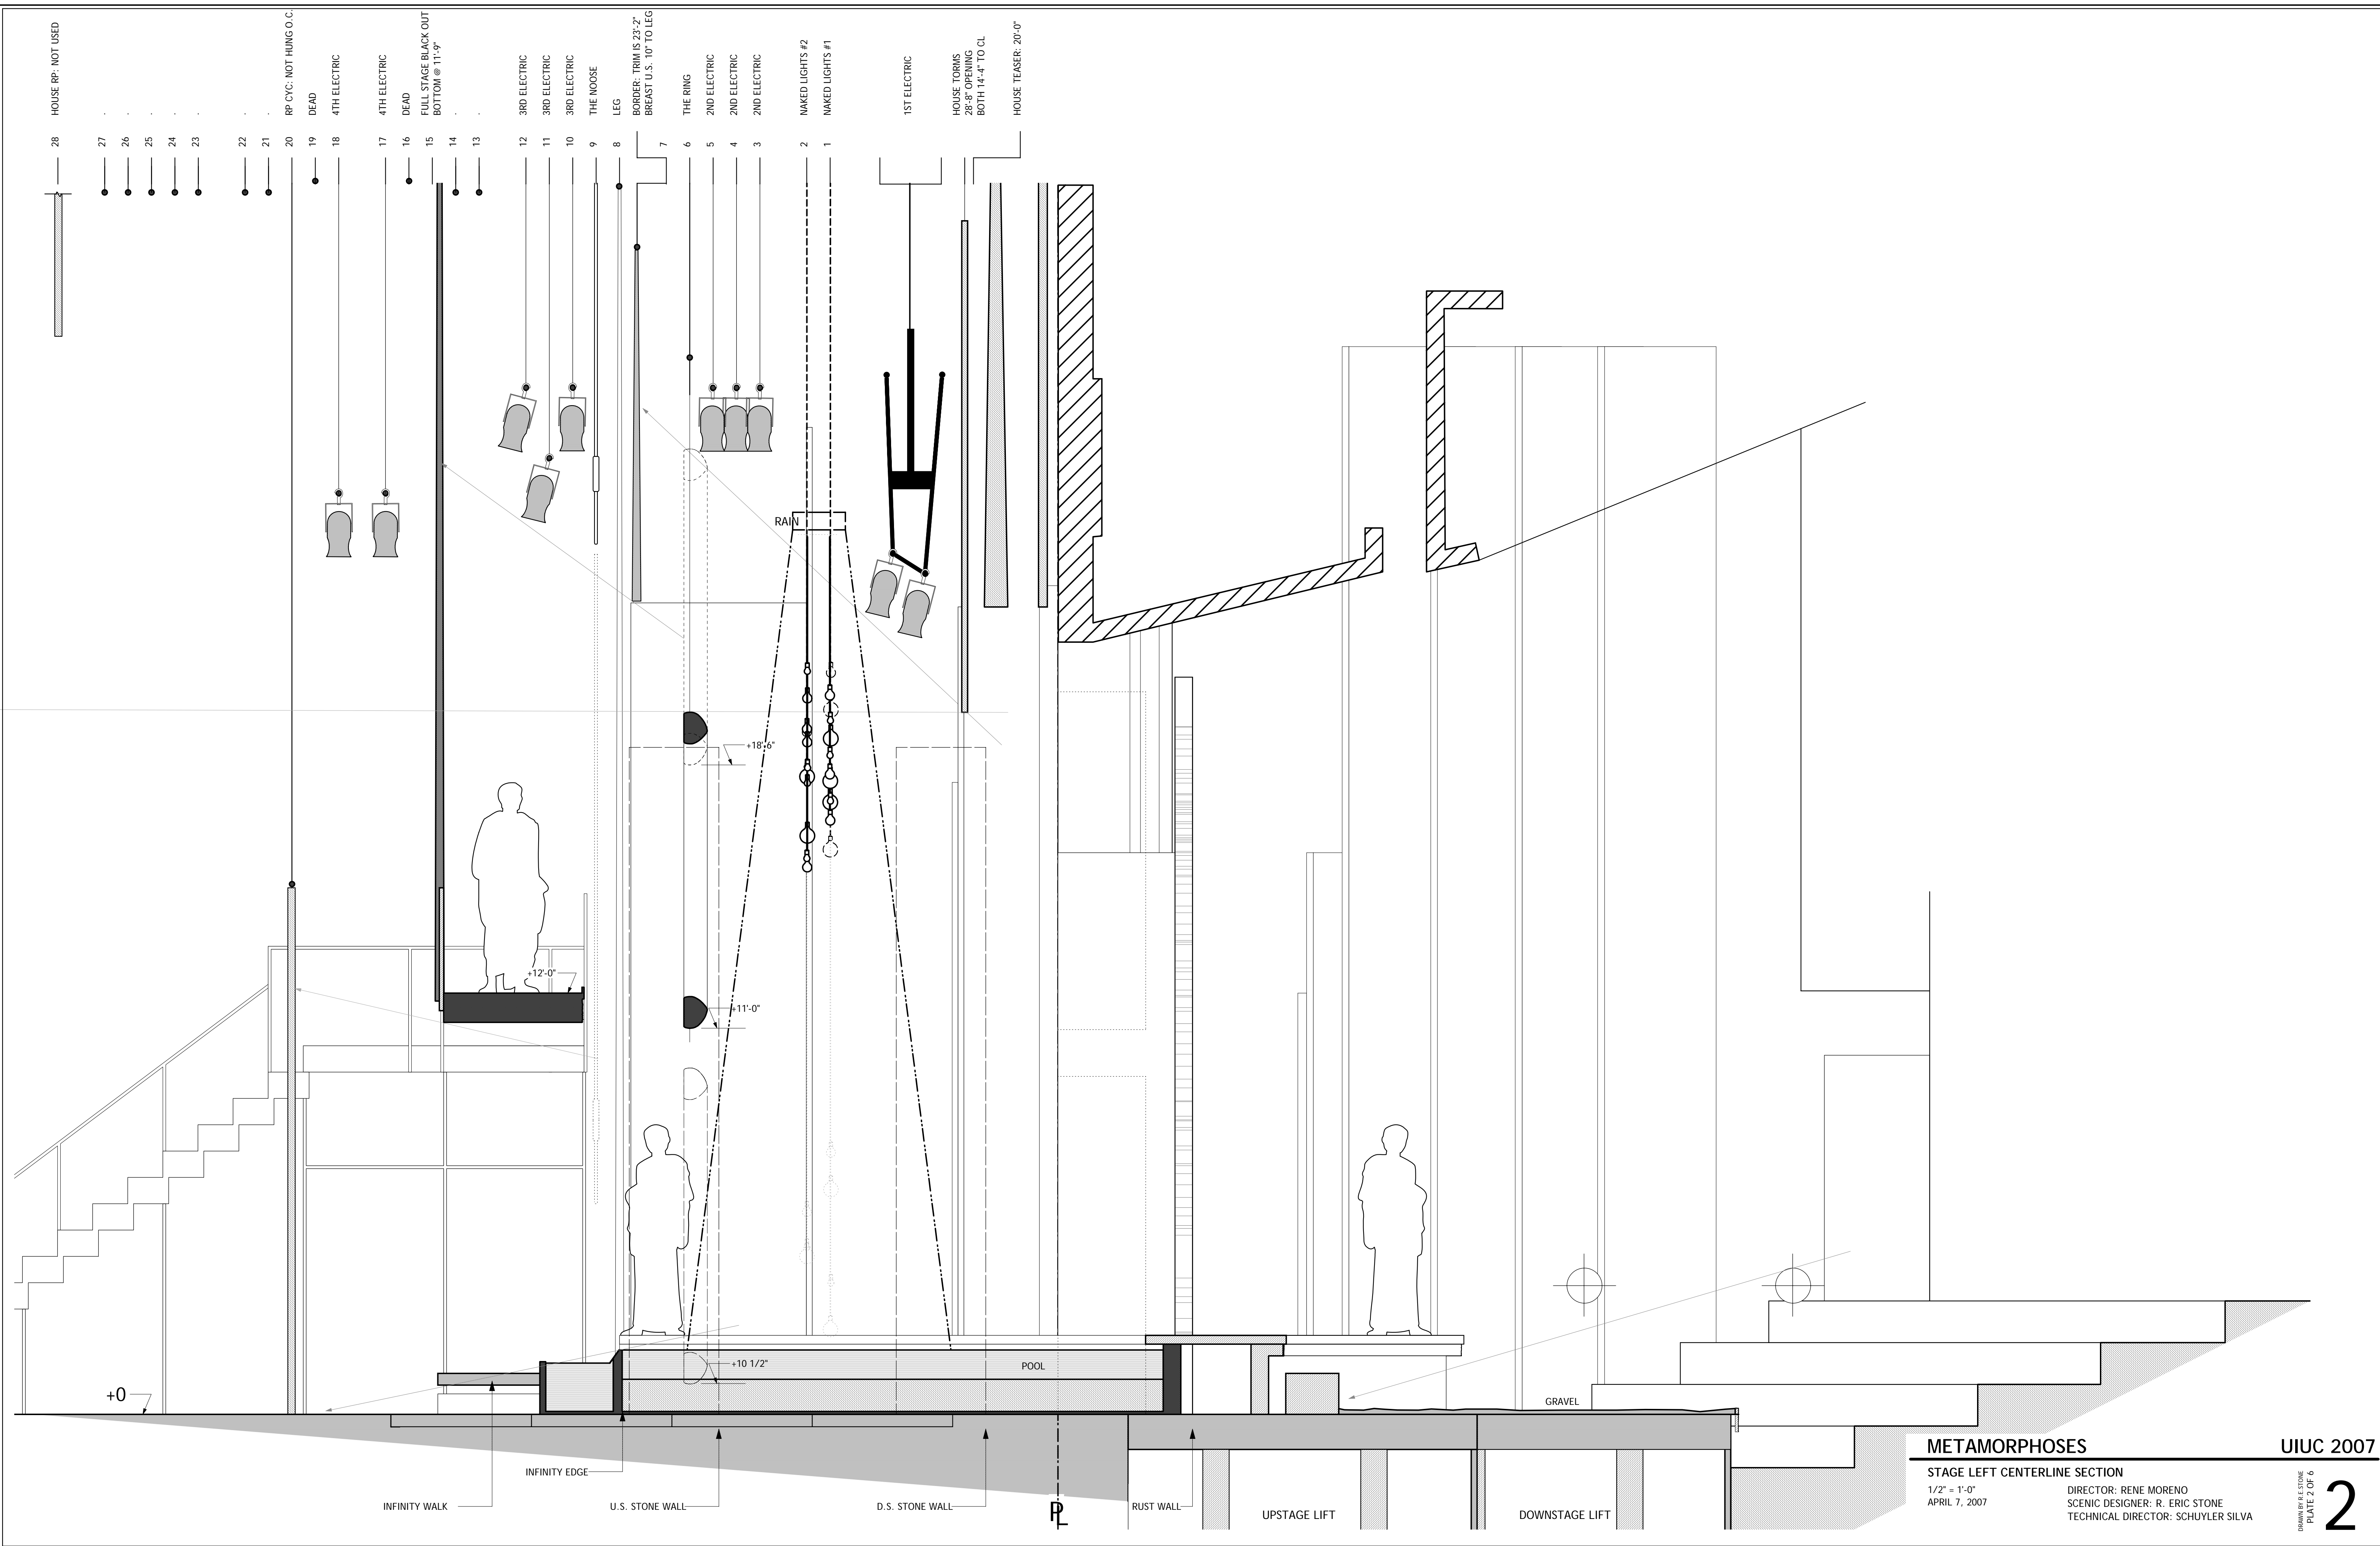 28 HOUSE RP: NOT USED
27 .
26 .
25 .
24 .
23 .
22 .
21 .
20 RP CYC: NOT HUNG O.C.
19 DEAD
18 4TH ELECTRIC
17 4TH ELECTRIC
16 DEAD
15 FULL STAGE BLACK OUT
BOTTOM @ 11'-9"
14 .
13 .
12 3RD ELECTRIC
11 3RD ELECTRIC
10 3RD ELECTRIC
9 THE NOOSE
8 LEG
BORDER: TRIM IS 23'-2"
BREAST U.S. 10" TO LEG
7
6 THE RING
5 2ND ELECTRIC
4 2ND ELECTRIC
3 2ND ELECTRIC
2 NAKED LIGHTS #2
1 NAKED LIGHTS #1
1ST ELECTRIC
HOUSE TORMS
28'-8" OPENING
BOTH 14'-4" TO CL
HOUSE TEASER: 20'-0"
RAIN
+18'-6"
+12'-0"
+11'-0"
+10 1/2"
POOL
+0
GRAVEL
INFINITY EDGE
INFINITY WALK
U.S. STONE WALL
D.S. STONE WALL
PL
RUST WALL
UPSTAGE LIFT
DOWNSTAGE LIFT
METAMORPHOSES UIUC 2007
STAGE LEFT CENTERLINE SECTION
1/2" = 1'-0"
APRIL 7, 2007
DIRECTOR: RENE MORENO
SCENIC DESIGNER: R. ERIC STONE
TECHNICAL DIRECTOR: SCHUYLER SILVA
DRAWN BY R.E.STONE
PLATE 2 OF 6
2